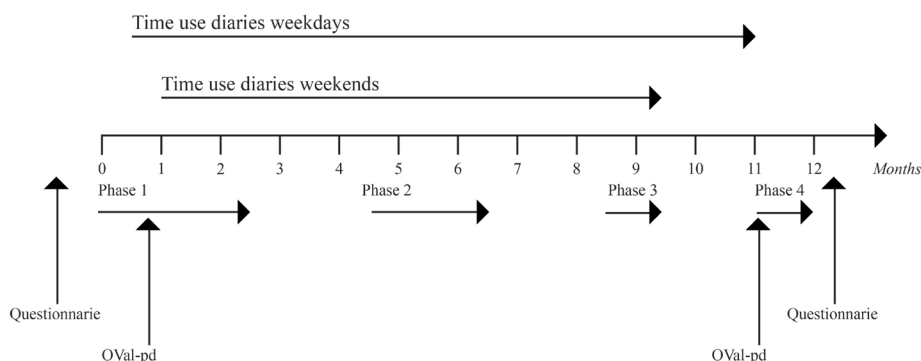 Time use diaries weekdays
Time use diaries weekends
0 1 2 3 4 5 6 7 8 9 10 11 12 Months
Phase 1 Phase 2 Phase 3 Phase 4
Questionnarie Questionnarie
OVal-pd OVal-pd